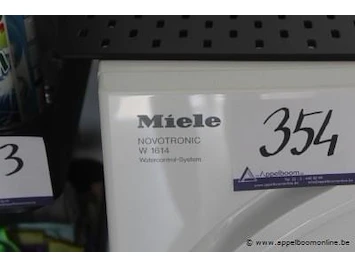 Miele
NOVOTRONIC
W 1614
Watercontrol-System
354
3
Appelboom
www.appelboomonline.be